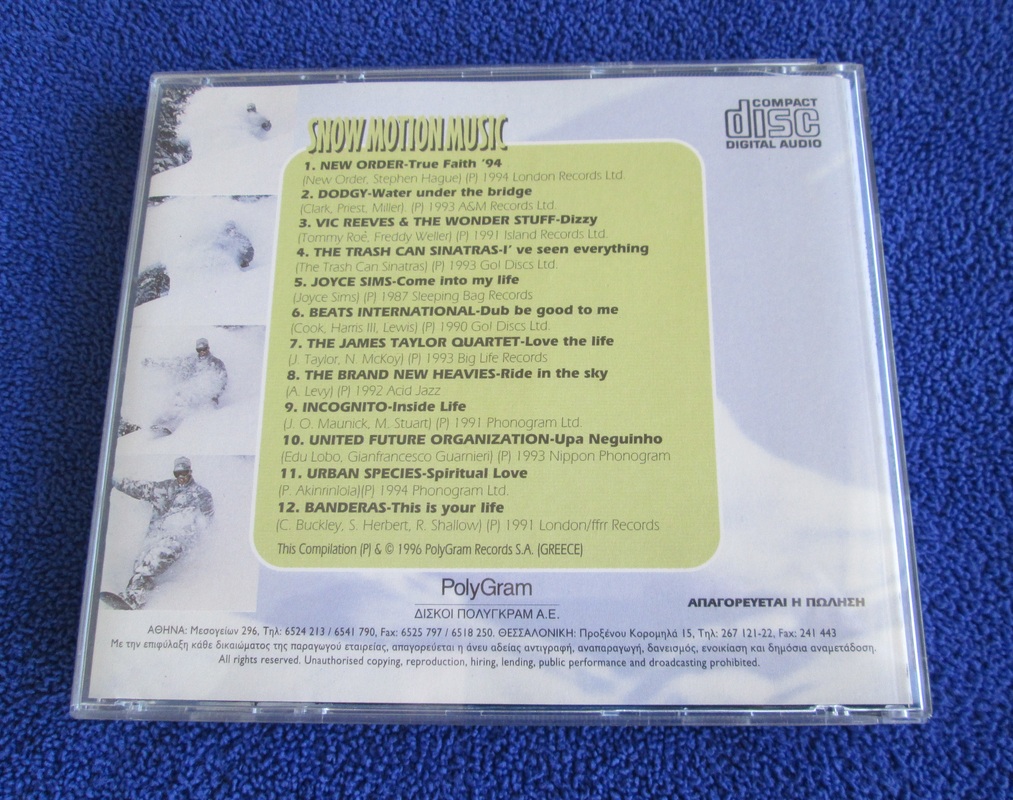 SNOW MOTION MUSIC
COMPACT
disc
DIGITAL AUDIO
1. NEW ORDER-True Faith '94
(New Order, Stephen Hague) (P) 1994 London Records Ltd.
2. DODGY-Water under the bridge
(Clark, Priest, Miller). (P) 1993 A&M Records Ltd.
3. VIC REEVES & THE WONDER STUFF-Dizzy
(Tommy Roé, Freddy Weller) (P) 1991 Island Records Ltd.
4. THE TRASH CAN SINATRAS-I' ve seen everything
(The Trash Can Sinatras) (P) 1993 Go! Discs Ltd.
5. JOYCE SIMS-Come into my life
(Joyce Sims) (P) 1987 Sleeping Bag Records
6. BEATS INTERNATIONAL-Dub be good to me
(Cook, Harris III, Lewis) (P) 1990 Go! Discs Ltd.
7. THE JAMES TAYLOR QUARTET-Love the life
(J. Taylor, N. McKoy) (P) 1993 Big Life Records
8. THE BRAND NEW HEAVIES-Ride in the sky
(A. Levy) (P) 1992 Acid Jazz
9. INCOGNITO-Inside Life
(J. O. Maunick, M. Stuart) (P) 1991 Phonogram Ltd.
10. UNITED FUTURE ORGANIZATION-Upa Neguinho
(Edu Lobo, Gianfrancesco Guarnieri) (P) 1993 Nippon Phonogram
11. URBAN SPECIES-Spiritual Love
(P. Akinrinlola)(P) 1994 Phonogram Ltd.
12. BANDERAS-This is your life
(C. Buckley, S. Herbert, R. Shallow) (P) 1991 London/ffrr Records
This Compilation (P) & © 1996 PolyGram Records S.A. (GREECE)
PolyGram
ΔΙΣΚΟΙ ΠΟΛΥΓΚΡΑΜ Α.Ε.
ΑΠΑΓΟΡΕΥΕΤΑΙ Η ΠΩΛΗΣΗ
ΑΘΗΝΑ: Μεσογείων 296, Τηλ: 6524 213 / 6541 790, Fax: 6525 797 / 6518 250. ΘΕΣΣΑΛΟΝΙΚΗ: Προξένου Κορομηλά 15, Τηλ: 267 121-22, Fax: 241 443
Με την επιφύλαξη κάθε δικαιώματος της παραγωγού εταιρείας, απαγορεύεται η άνευ αδείας αντιγραφή, αναπαραγωγή, δανεισμός, ενοικίαση και δημόσια αναμετάδοση.
All rights reserved. Unauthorised copying, reproduction, hiring, lending, public performance and droadcasting prohibited.